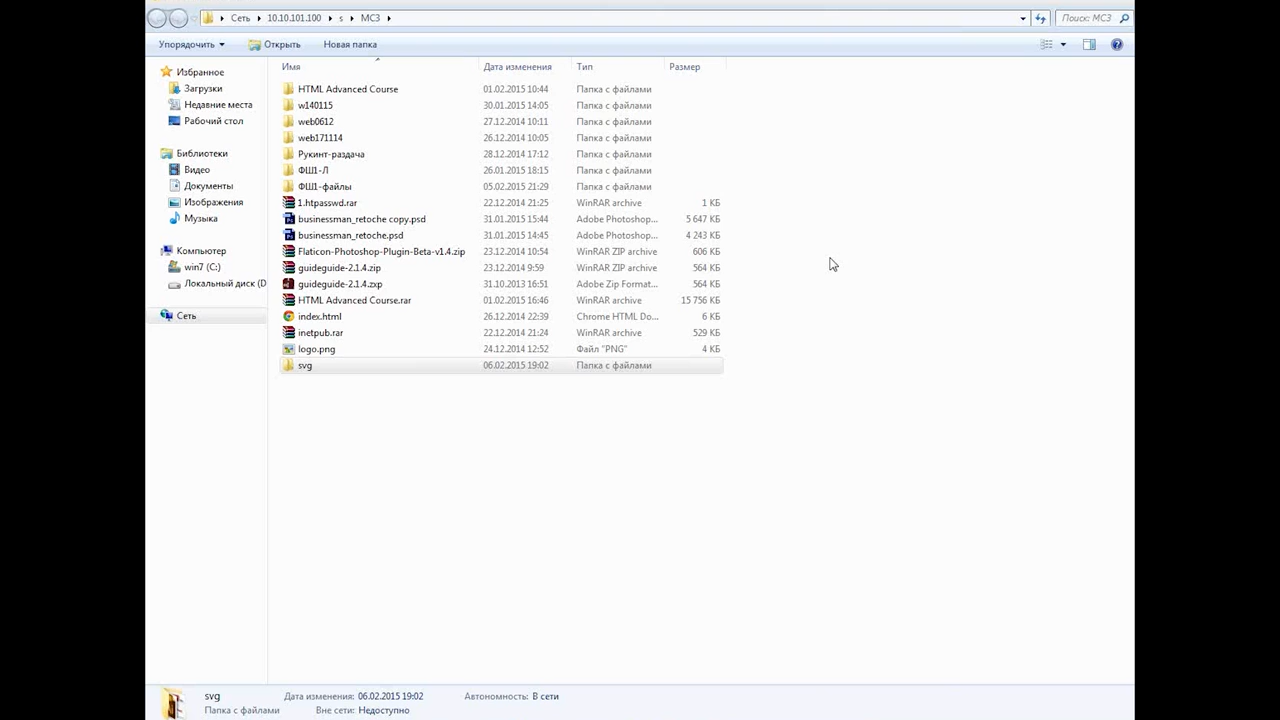 Сеть 10.10.101.100 s МСЗ Поиск: МСЗ
Упорядочить Открыть Новая папка
Имя Дата изменения Тип Размер
Избранное
Загрузки
Недавние места
Рабочий стол
Библиотеки
Видео
Документы
Изображения
Музыка
Компьютер
win7 (C:)
Локальный диск (D
Сеть
HTML Advanced Course 01.02.2015 10:44 Папка с файлами
w140115 30.01.2015 14:05 Папка с файлами
web0612 27.12.2014 10:11 Папка с файлами
web171114 26.12.2014 10:05 Папка с файлами
Рукинт-раздача 28.12.2014 17:12 Папка с файлами
ФШ1-Л 26.01.2015 18:15 Папка с файлами
ФШ1-файлы 05.02.2015 21:29 Папка с файлами
1.htpasswd.rar 22.12.2014 21:25 WinRAR archive 1 КБ
businessman_retoche copy.psd 31.01.2015 15:44 Adobe Photoshop... 5 647 КБ
businessman_retoche.psd 31.01.2015 14:45 Adobe Photoshop... 4 243 КБ
Flaticon-Photoshop-Plugin-Beta-v1.4.zip 23.12.2014 10:54 WinRAR ZIP archive 606 КБ
guideguide-2.1.4.zip 23.12.2014 9:59 WinRAR ZIP archive 564 КБ
guideguide-2.1.4.zxp 31.10.2013 16:51 Adobe Zip Format... 564 КБ
HTML Advanced Course.rar 01.02.2015 16:46 WinRAR archive 15 756 КБ
index.html 26.12.2014 22:39 Chrome HTML Do... 6 КБ
inetpub.rar 22.12.2014 21:24 WinRAR archive 529 КБ
logo.png 24.12.2014 12:52 Файл "PNG" 4 КБ
svg 06.02.2015 19:02 Папка с файлами
svg Дата изменения: 06.02.2015 19:02 Автономность: В сети
Папка с файлами Вне сети: Недоступно